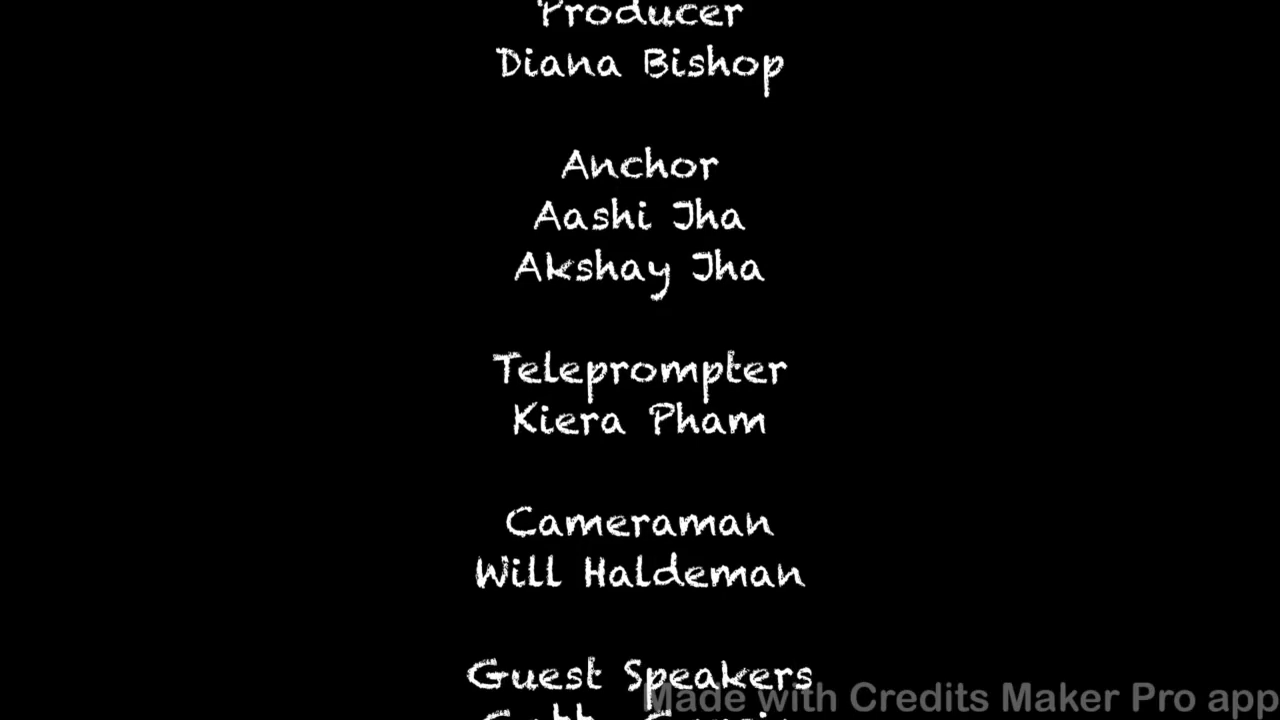 Producer
Diana Bishop
Anchor
Aashi Jha
Akshay Jha
Teleprompter
Kiera Pham
Cameraman
Will Haldeman
Guest Speakers
Made with Credits Maker Pro app